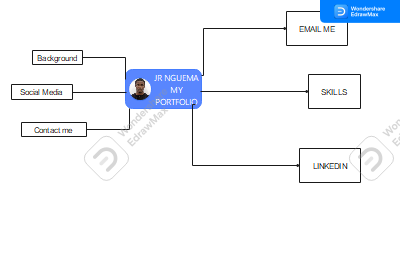 Wondershare
EdrawMax
EMAIL ME
Background
JR NGUEMA
MY
PORTFOLIO
Social Media
SKILLS
Contact me
LINKEDIN
Wondershare
EdrawMax
Wondershare
EdrawMax